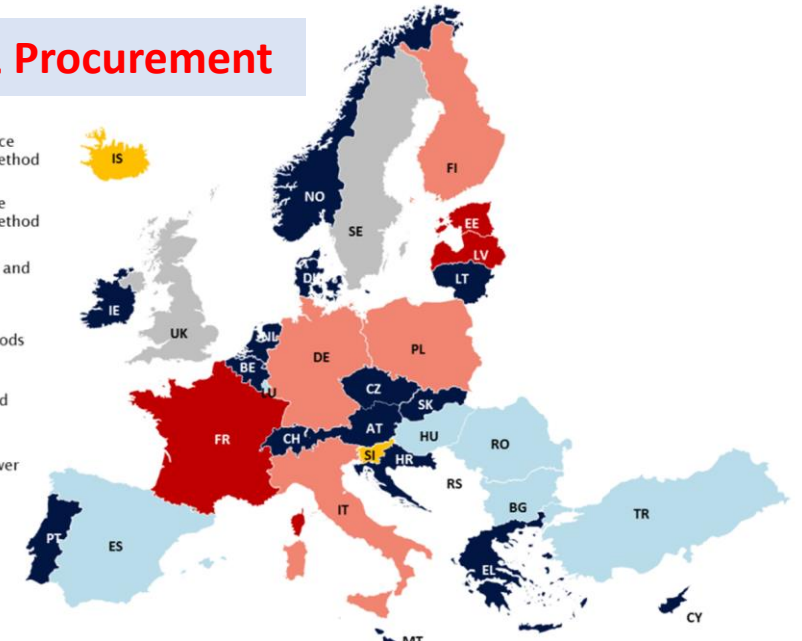 Procurement
ce
ethod
e
ethod
and
ods
d
wer
IS
NO
SE
FI
EE
LV
LT
DK
IE
UK
NL
BE
LU
DE
PL
CZ
SK
AT
CH
HU
RO
SI
HR
FR
RS
IT
BG
TR
PT
ES
EL
CY
MT